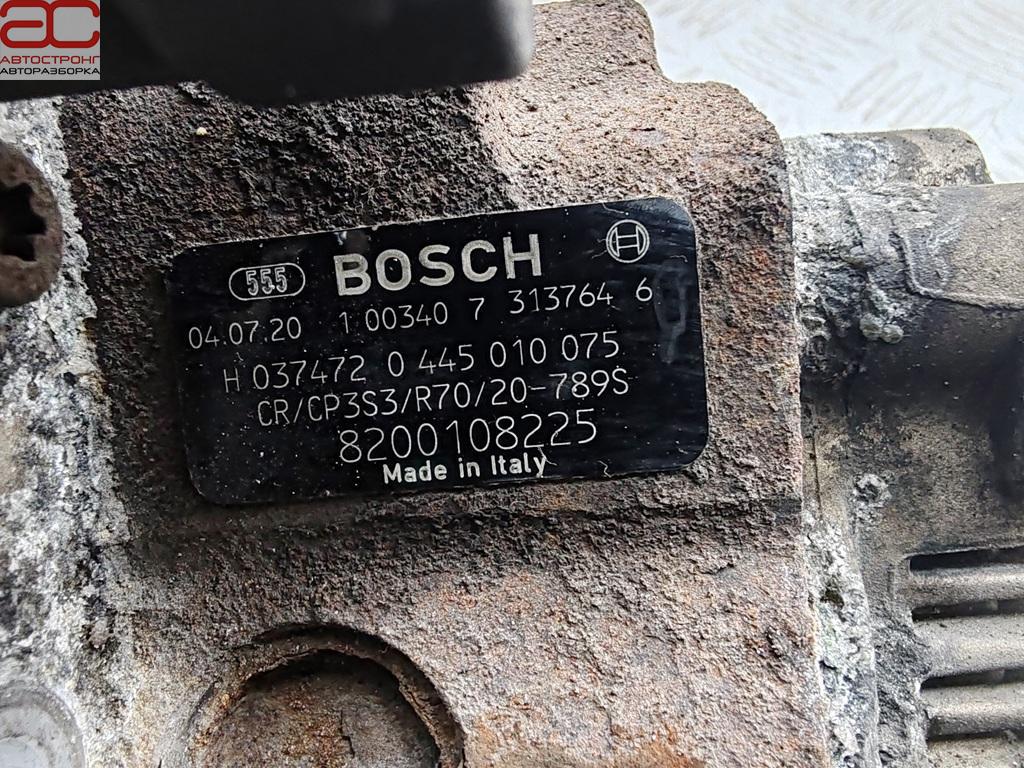 АС
АВТОСТРОНГ
АВТОРАЗБОРКА
555 BOSCH H
04.07.20 1 00340 7 313764 6
H 037472 0 445 010 075
CR/CP3S3/R70/20-789S
8200108225
Made in Italy